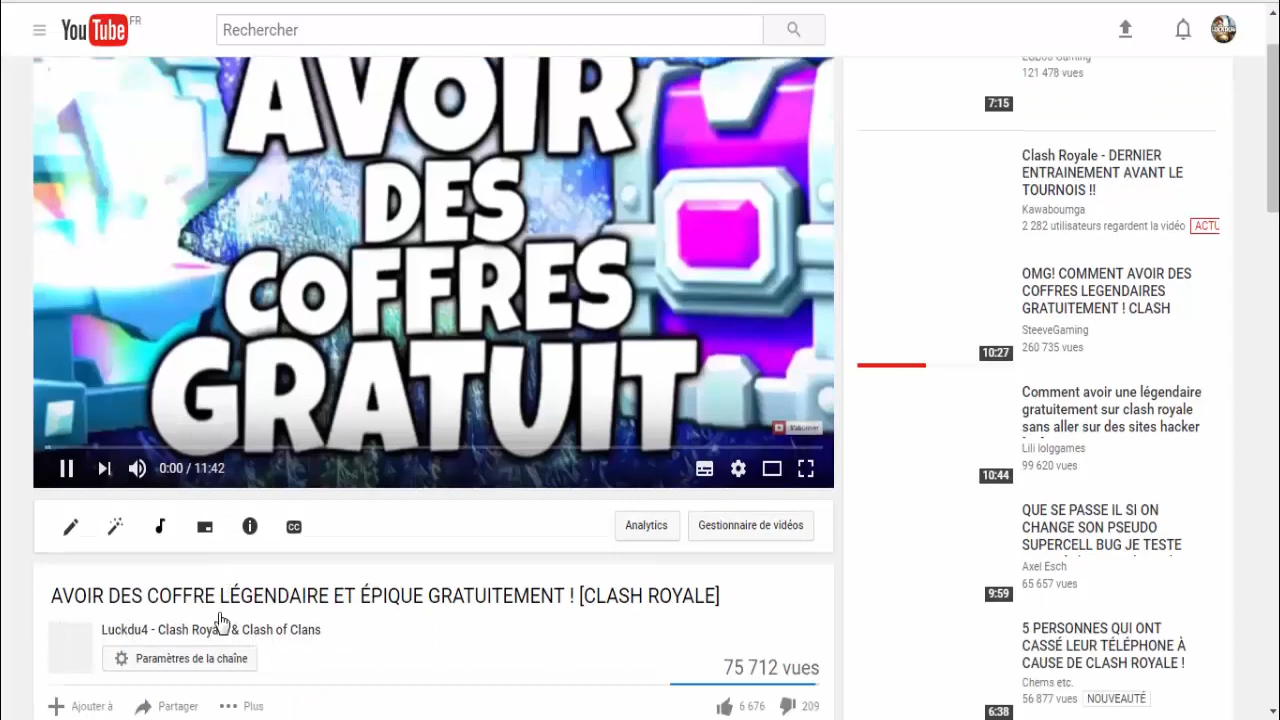 YouTube FR
Rechercher
AVOIR
DES
COFFRES
GRATUIT
S'abonner
0:00 / 11:42
CC
Analytics
Gestionnaire de vidéos
AVOIR DES COFFRE LÉGENDAIRE ET ÉPIQUE GRATUITEMENT ! [CLASH ROYALE]
Luckdu4 - Clash Royale & Clash of Clans
Paramètres de la chaîne
75 712 vues
Ajouter à
Partager
Plus
6 676
209
121 478 vues
7:15
Clash Royale - DERNIER
ENTRAINEMENT AVANT LE
TOURNOIS !!
Kawaboumga
2 282 utilisateurs regardent la vidéo ACTU
OMG! COMMENT AVOIR DES
COFFRES LEGENDAIRES
GRATUITEMENT ! CLASH
SteeveGaming
260 735 vues
10:27
Comment avoir une légendaire
gratuitement sur clash royale
sans aller sur des sites hacker
Lili lolggames
99 620 vues
10:44
QUE SE PASSE IL SI ON
CHANGE SON PSEUDO
SUPERCELL BUG JE TESTE
Axel Esch
65 657 vues
9:59
5 PERSONNES QUI ONT
CASSÉ LEUR TÉLÉPHONE À
CAUSE DE CLASH ROYALE !
Chems etc.
56 877 vues NOUVEAUTÉ
6:38